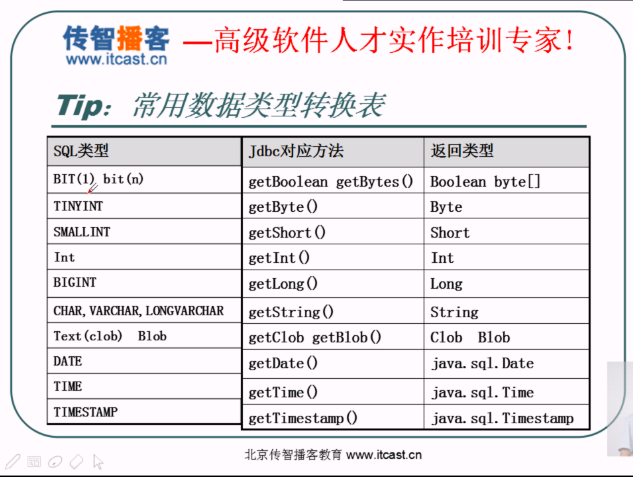 传智播客 —高级软件人才实作培训专家!
www.itcast.cn
Tip: 常用数据类型转换表
SQL类型 Jdbc对应方法 返回类型
BIT(1) bit(n) getBoolean getBytes() Boolean byte[]
TINYINT getByte() Byte
SMALLINT getShort() Short
Int getInt() Int
BIGINT getLong() Long
CHAR,VARCHAR,LONGVARCHAR getString() String
Text(clob) Blob getClob getBlob() Clob Blob
DATE getDate() java.sql.Date
TIME getTime() java.sql.Time
TIMESTAMP getTimestamp() java.sql.Timestamp
北京传智播客教育 www.itcast.cn